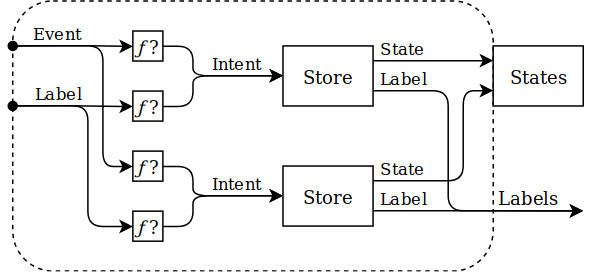 Event
Label
ƒ?
ƒ?
Intent
Store
State
Label
States
ƒ?
ƒ?
Intent
Store
State
Label
Labels